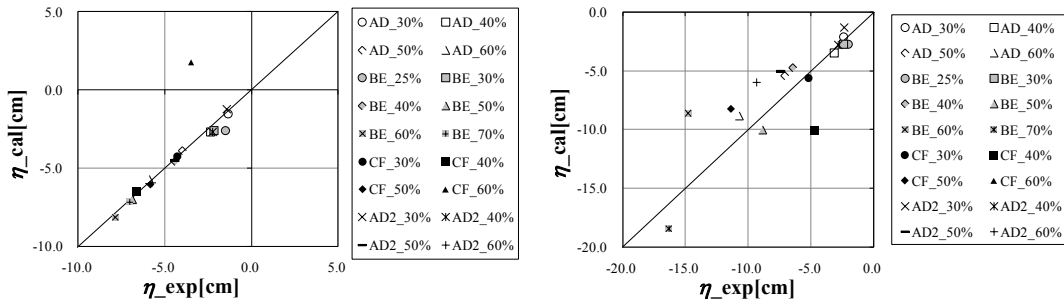 5.0
0.0
-5.0
-10.0
-10.0 -5.0 0.0 5.0
η_cal[cm]
η_exp[cm]
AD_30% AD_40%
AD_50% AD_60%
BE_25% BE_30%
BE_40% BE_50%
BE_60% BE_70%
CF_30% CF_40%
CF_50% CF_60%
AD2_30% AD2_40%
AD2_50% AD2_60%
0.0
-5.0
-10.0
-15.0
-20.0
-20.0 -15.0 -10.0 -5.0 0.0
η_cal[cm]
η_exp[cm]
AD_30% AD_40%
AD_50% AD_60%
BE_25% BE_30%
BE_40% BE_50%
BE_60% BE_70%
CF_30% CF_40%
CF_50% CF_60%
AD2_30% AD2_40%
AD2_50% AD2_60%